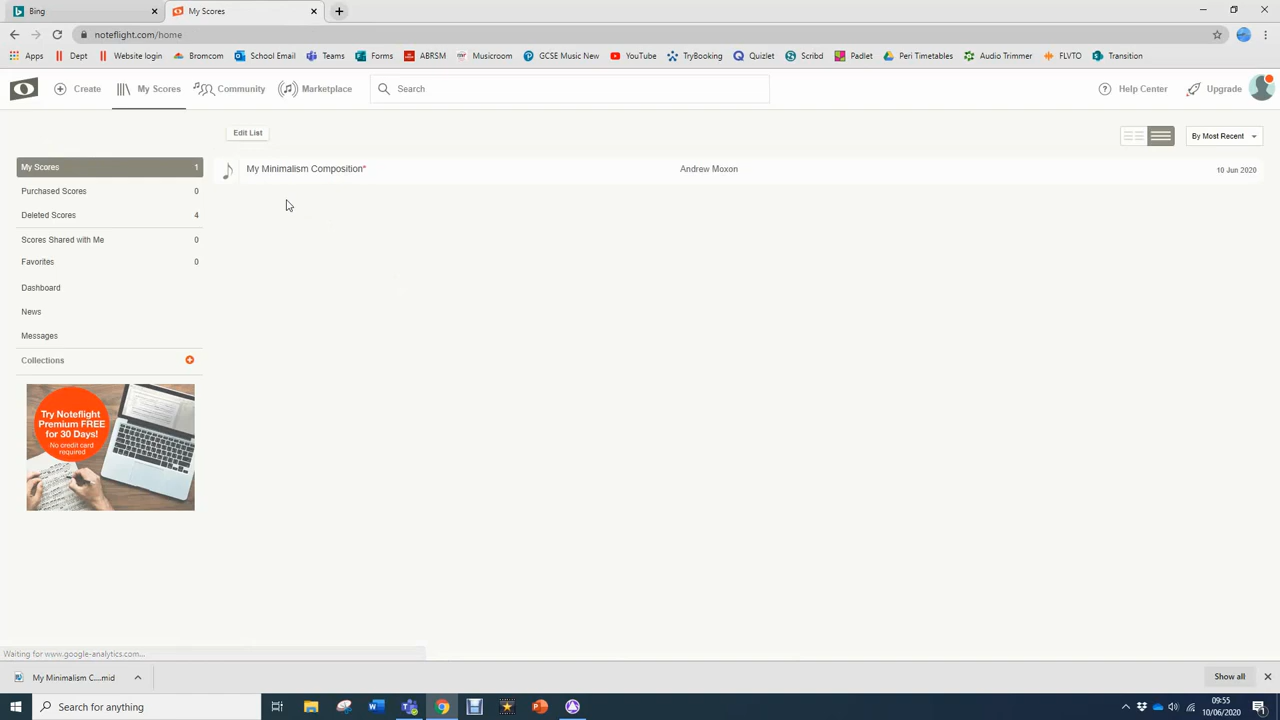 Bing
My Scores
noteflight.com/home
Apps
Dept
Website login
Bromcom
School Email
Teams
Forms
ABRSM
Musicroom
GCSE Music New
YouTube
TryBooking
Quizlet
Scribd
Padlet
Peri Timetables
Audio Trimmer
FLVTO
Transition
Create
My Scores
Community
Marketplace
Search
Help Center
Upgrade
Edit List
By Most Recent
My Scores 1
My Minimalism Composition*
Andrew Moxon
10 Jun 2020
Purchased Scores 0
Deleted Scores 4
Scores Shared with Me 0
Favorites 0
Dashboard
News
Messages
Collections
Try Noteflight
Premium FREE
for 30 Days!
No credit card
required
Waiting for www.google-analytics.com...
My Minimalism C....mid
Show all
Search for anything
09:55
10/06/2020